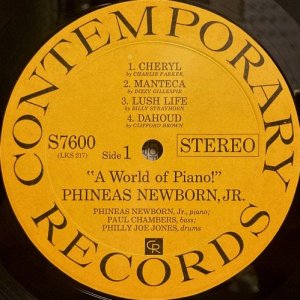 CONTEMPORARY RECORDS
1. CHERYL
by CHARLIE PARKER
2. MANTECA
by DIZZY GILLESPIE
3. LUSH LIFE
by BILLY STRAYHORN
4. DAHOUD
by CLIFFORD BROWN
S7600
(LKS 217)
Side 1
STEREO
"A World of Piano!"
PHINEAS NEWBORN, JR.
PHINEAS NEWBORN, Jr., piano;
PAUL CHAMBERS, bass;
PHILLY JOE JONES, drums
CR